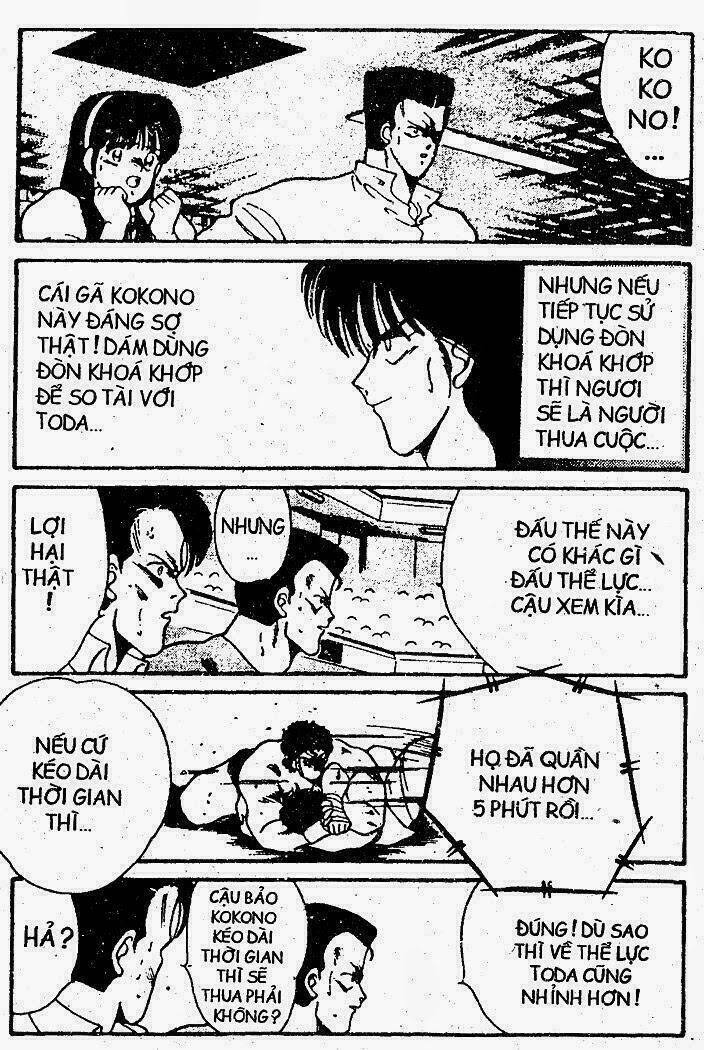 KO
KO
NO!
...
CÁI GÃ KOKONO
NÀY ĐÁNG SỢ
THẬT! DÁM DÙNG
ĐÒN KHOÁ KHỚP
ĐỂ SO TÀI VỚI
TODA...
NHƯNG NẾU
TIẾP TỤC SỬ
DỤNG ĐÒN
KHOÁ KHỚP
THÌ NGƯƠI
SẼ LÀ NGƯỜI
THUA CUỘC...
LỢI
HẠI
THẬT
!
NHƯNG
...
ĐẤU THẾ NÀY
CÓ KHÁC GÌ
ĐẤU THỂ LỰC...
CẬU XEM KÌA...
NẾU CỨ
KÉO DÀI
THỜI GIAN
THÌ...
HỌ ĐÃ QUẦN
NHAU HƠN
5 PHÚT RỒI...
HẢ?
CẬU BẢO
KOKONO
KÉO DÀI
THỜI GIAN
THÌ SẼ
THUA PHẢI
KHÔNG?
ĐÚNG! DÙ SAO
THÌ VỀ THỂ LỰC
TODA CŨNG
NHỈNH HƠN!